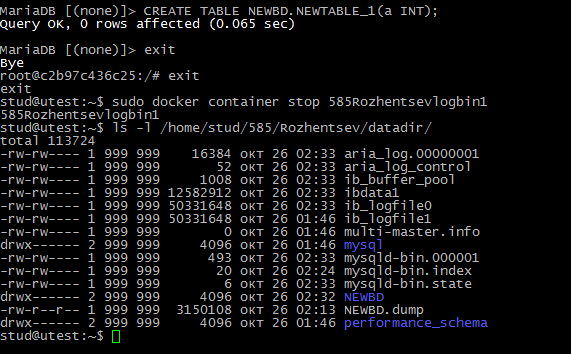 MariaDB [(none)]> CREATE TABLE NEWBD.NEWTABLE_1(a INT);
Query OK, 0 rows affected (0.065 sec)
MariaDB [(none)]> exit
Bye
root@c2b97c436c25:/# exit
exit
stud@utest:~$ sudo docker container stop 585Rozhentsevlogbin1
585Rozhentsevlogbin1
stud@utest:~$ ls -l /home/stud/585/Rozhentsev/datadir/
total 113724
-rw-rw---- 1 999 999    16384 окт 26 02:33 aria_log.00000001
-rw-rw---- 1 999 999       52 окт 26 02:33 aria_log_control
-rw-rw---- 1 999 999     1008 окт 26 02:33 ib_buffer_pool
-rw-rw---- 1 999 999 12582912 окт 26 02:33 ibdata1
-rw-rw---- 1 999 999 50331648 окт 26 02:33 ib_logfile0
-rw-rw---- 1 999 999 50331648 окт 26 01:46 ib_logfile1
-rw-rw---- 1 999 999        0 окт 26 01:46 multi-master.info
drwx------ 2 999 999     4096 окт 26 01:46 mysql
-rw-rw---- 1 999 999      493 окт 26 02:33 mysqld-bin.000001
-rw-rw---- 1 999 999       20 окт 26 02:24 mysqld-bin.index
-rw-rw---- 1 999 999        6 окт 26 02:33 mysqld-bin.state
drwx------ 2 999 999     4096 окт 26 02:32 NEWBD
-rw-r--r-- 1 999 999  3150108 окт 26 02:13 NEWBD.dump
drwx------ 2 999 999     4096 окт 26 01:46 performance_schema
stud@utest:~$